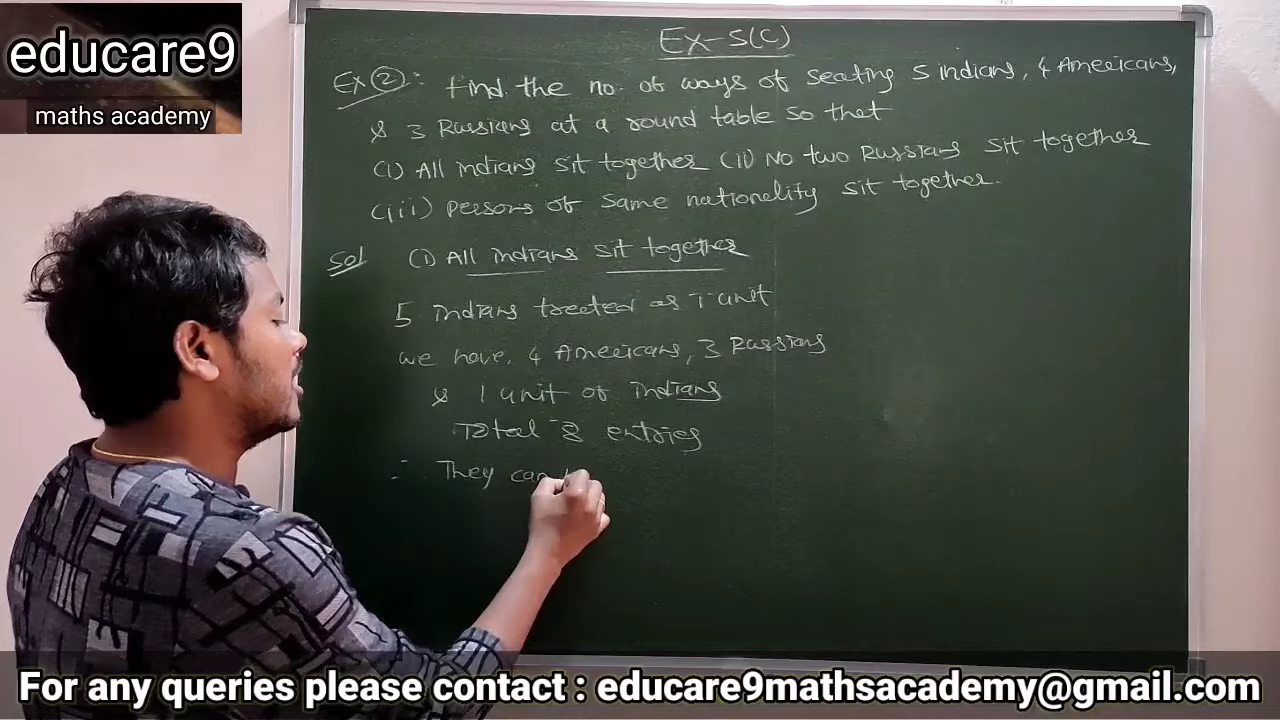 educare9
maths academy
Ex-5(C)
Ex ② : Find the no. of ways of seating 5 indians, 4 Americans,
& 3 Russians at a round table so that
(i) All indians sit together (ii) No two Russians sit together
(iii) persons of same nationality sit together.
Sol (i) All indians sit together
5 indians treated as 1 unit
we have, 4 Americans, 3 Russians
& 1 unit of indians
Total 8 entries
∴ They can
For any queries please contact : educare9mathsacademy@gmail.com